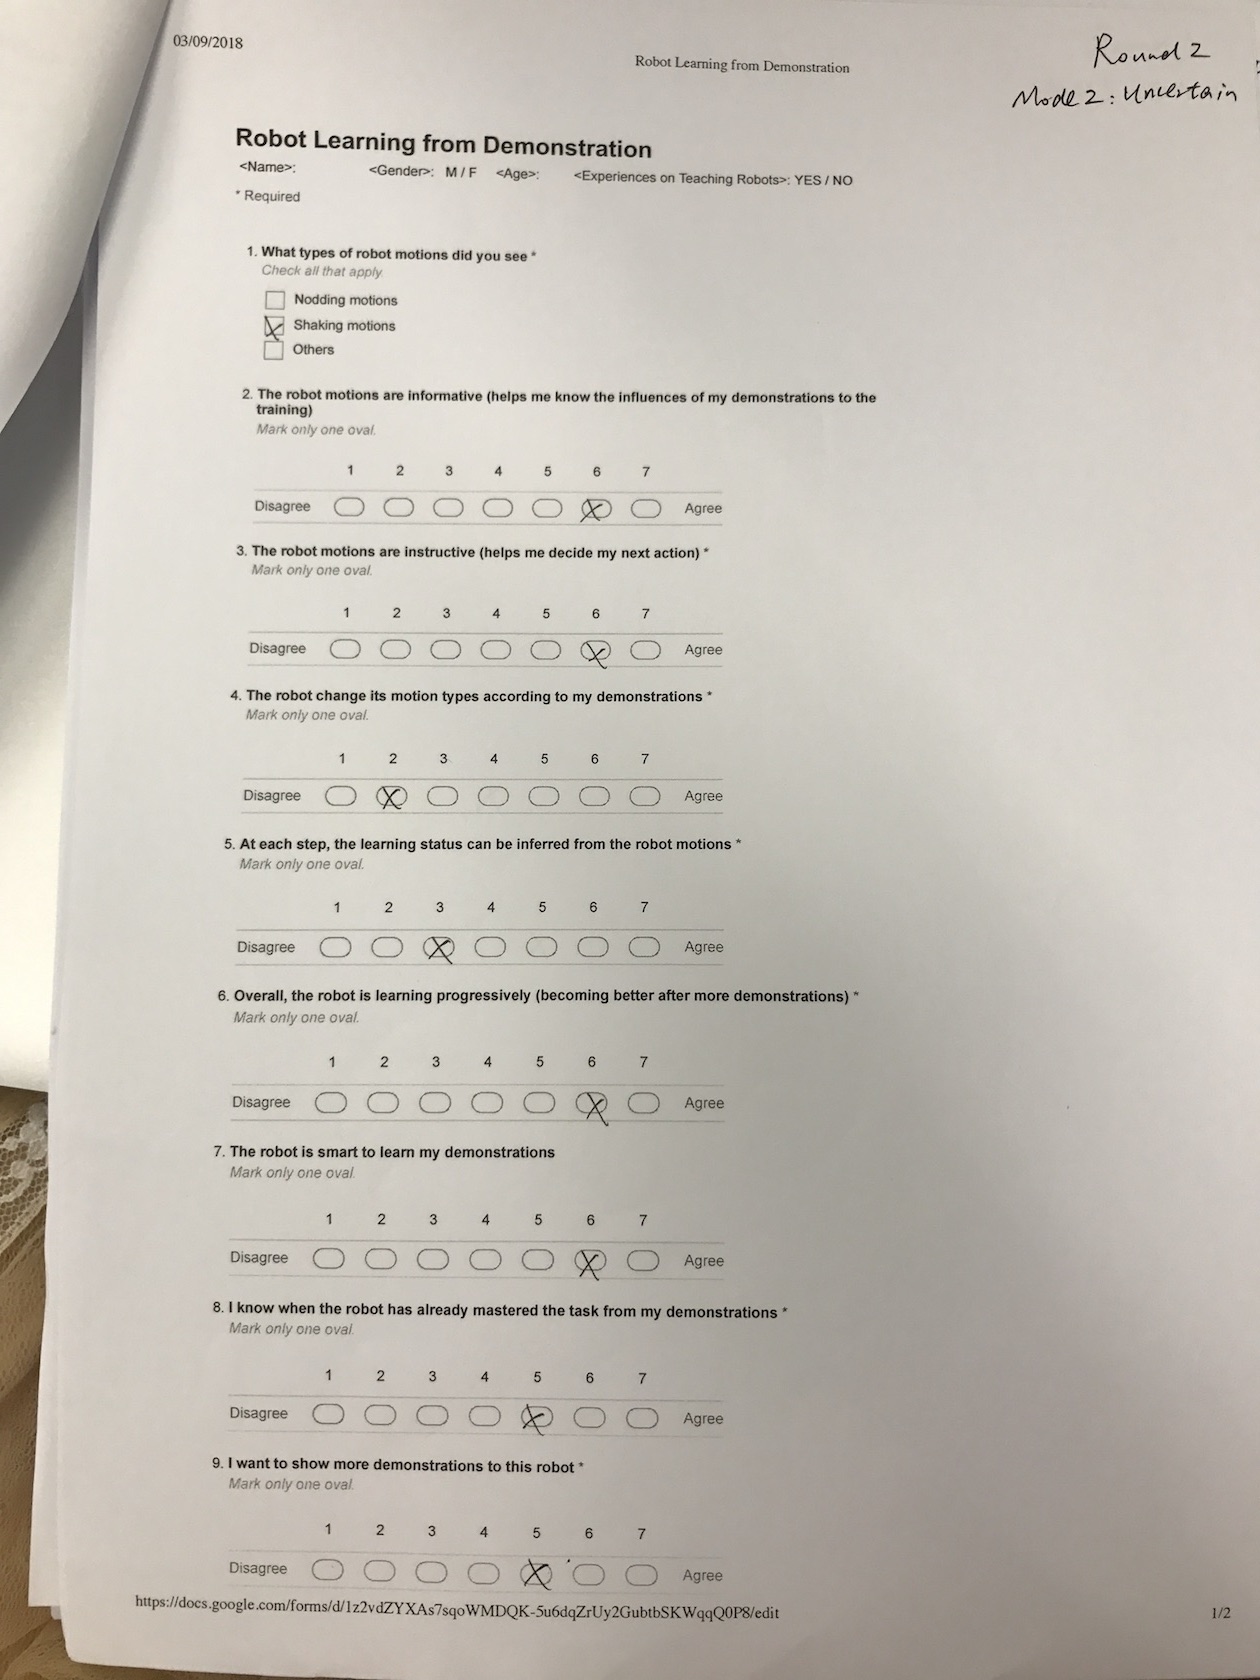 03/09/2018
Robot Learning from Demonstration
Round 2
Mode 2: Uncertain
Robot Learning from Demonstration
<Name>: <Gender>: M / F <Age>: <Experiences on Teaching Robots>: YES / NO
* Required
1. What types of robot motions did you see *
Check all that apply.
Nodding motions
Shaking motions
Others
2. The robot motions are informative (helps me know the influences of my demonstrations to the
training)
Mark only one oval.
1 2 3 4 5 6 7
Disagree Agree
3. The robot motions are instructive (helps me decide my next action) *
Mark only one oval.
1 2 3 4 5 6 7
Disagree Agree
4. The robot change its motion types according to my demonstrations *
Mark only one oval.
1 2 3 4 5 6 7
Disagree Agree
5. At each step, the learning status can be inferred from the robot motions *
Mark only one oval.
1 2 3 4 5 6 7
Disagree Agree
6. Overall, the robot is learning progressively (becoming better after more demonstrations) *
Mark only one oval.
1 2 3 4 5 6 7
Disagree Agree
7. The robot is smart to learn my demonstrations
Mark only one oval.
1 2 3 4 5 6 7
Disagree Agree
8. I know when the robot has already mastered the task from my demonstrations *
Mark only one oval.
1 2 3 4 5 6 7
Disagree Agree
9. I want to show more demonstrations to this robot *
Mark only one oval.
1 2 3 4 5 6 7
Disagree Agree
https://docs.google.com/forms/d/1z2vdZYXAs7sqoWMDQK-5u6dqZrUy2GubtbSKWqqQ0P8/edit
1/2